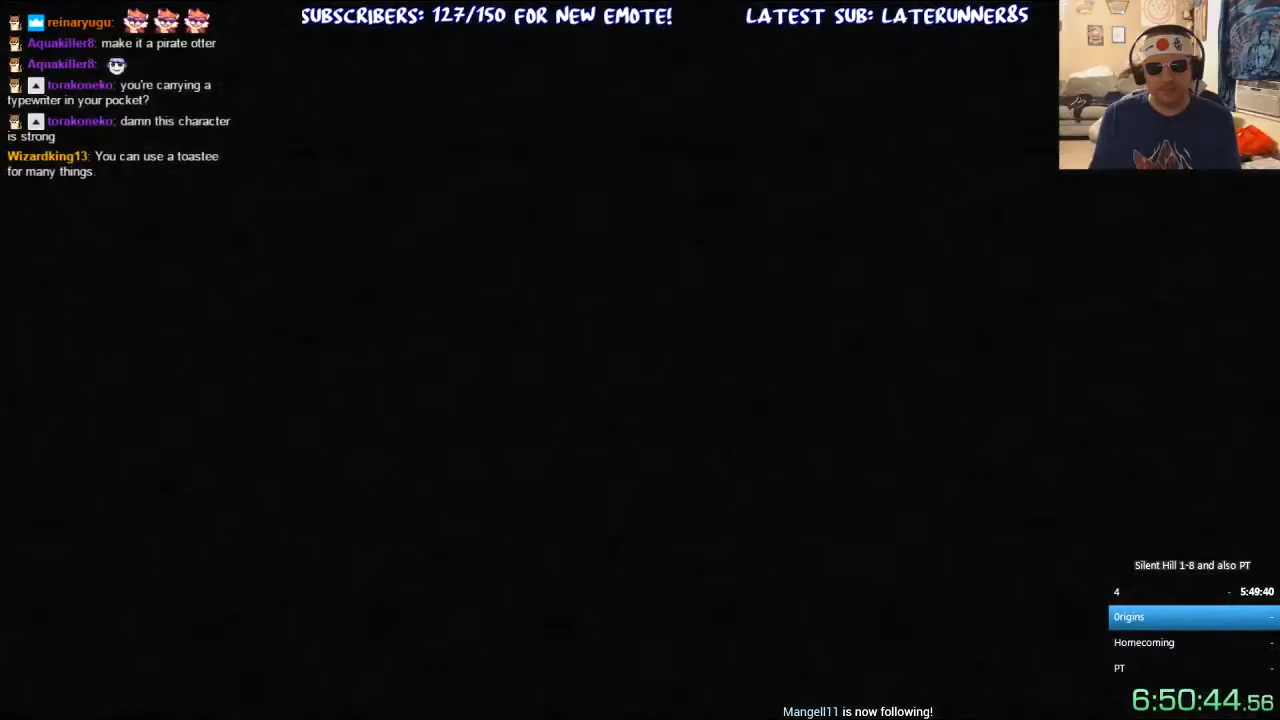 SUBSCRIBERS: 127/150 FOR NEW EMOTE!
LATEST SUB: LATERUNNER85
reinaryugu:
Aquakiller8: make it a pirate otter
Aquakiller8:
torakoneko: you're carrying a
typewriter in your pocket?
torakoneko: damn this character
is strong
Wizardking13: You can use a toastee
for many things.
Silent Hill 1-8 and also PT
4 - 5:49:40
0rigins -
Homecoming -
PT -
6:50:44.56
Mangell11 is now following!